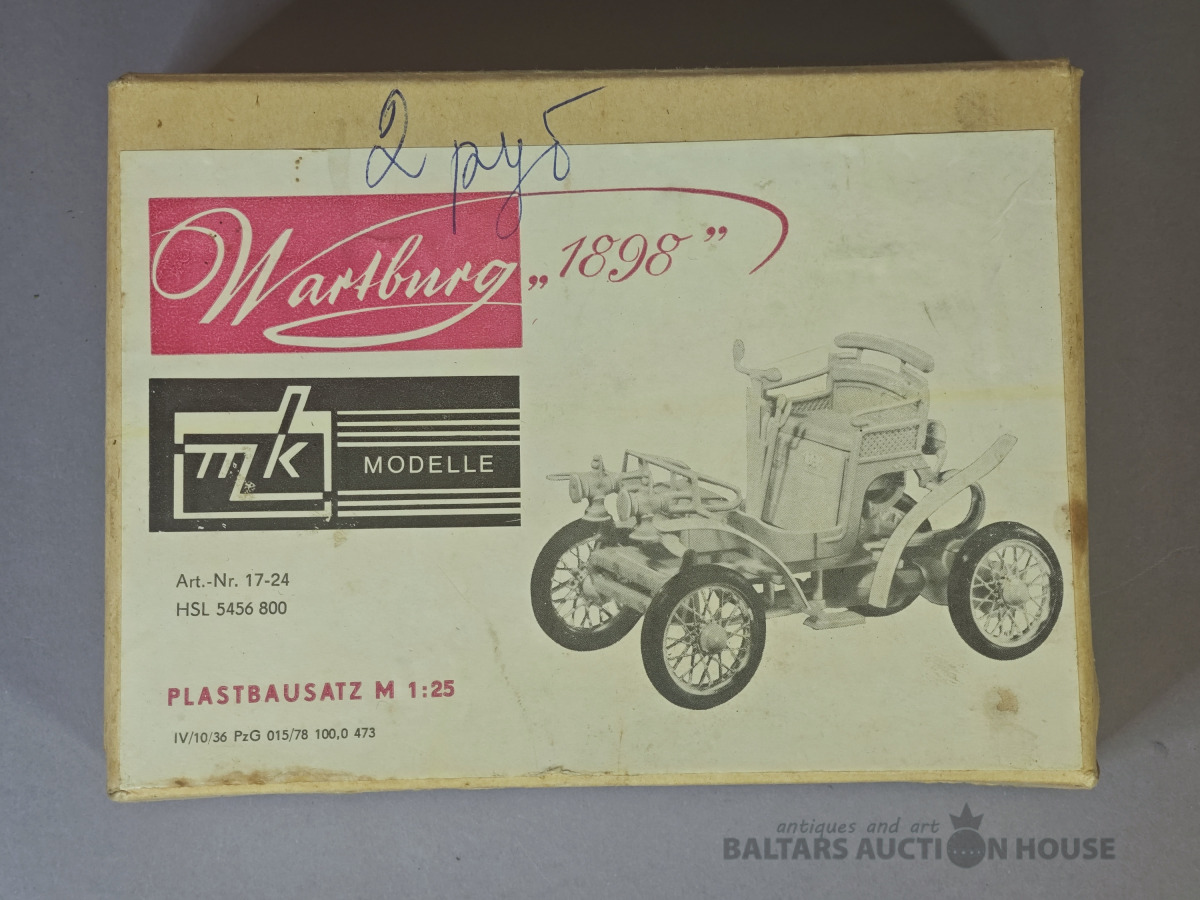 2 руб
Wartburg „1898”
mzk MODELLE
Art.-Nr. 17-24
HSL 5456 800
PLASTBAUSATZ M 1:25
IV/10/36 PzG 015/78 100,0 473
antiques and art
BALTARS AUCTION HOUSE